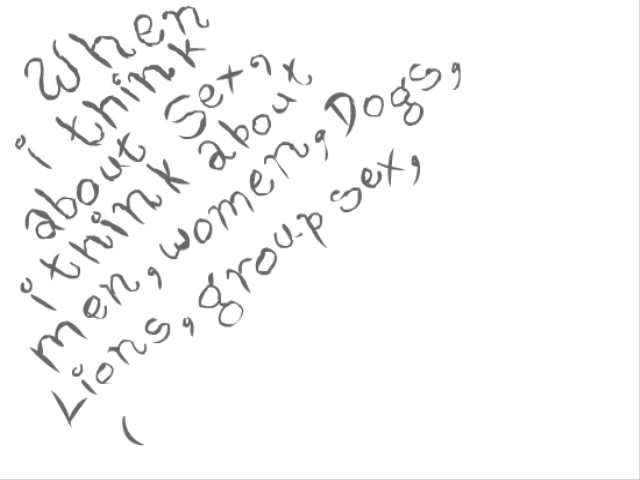 When
i think
about Sex,
i think about
men, women, Dogs,
Lions, group sex,
(